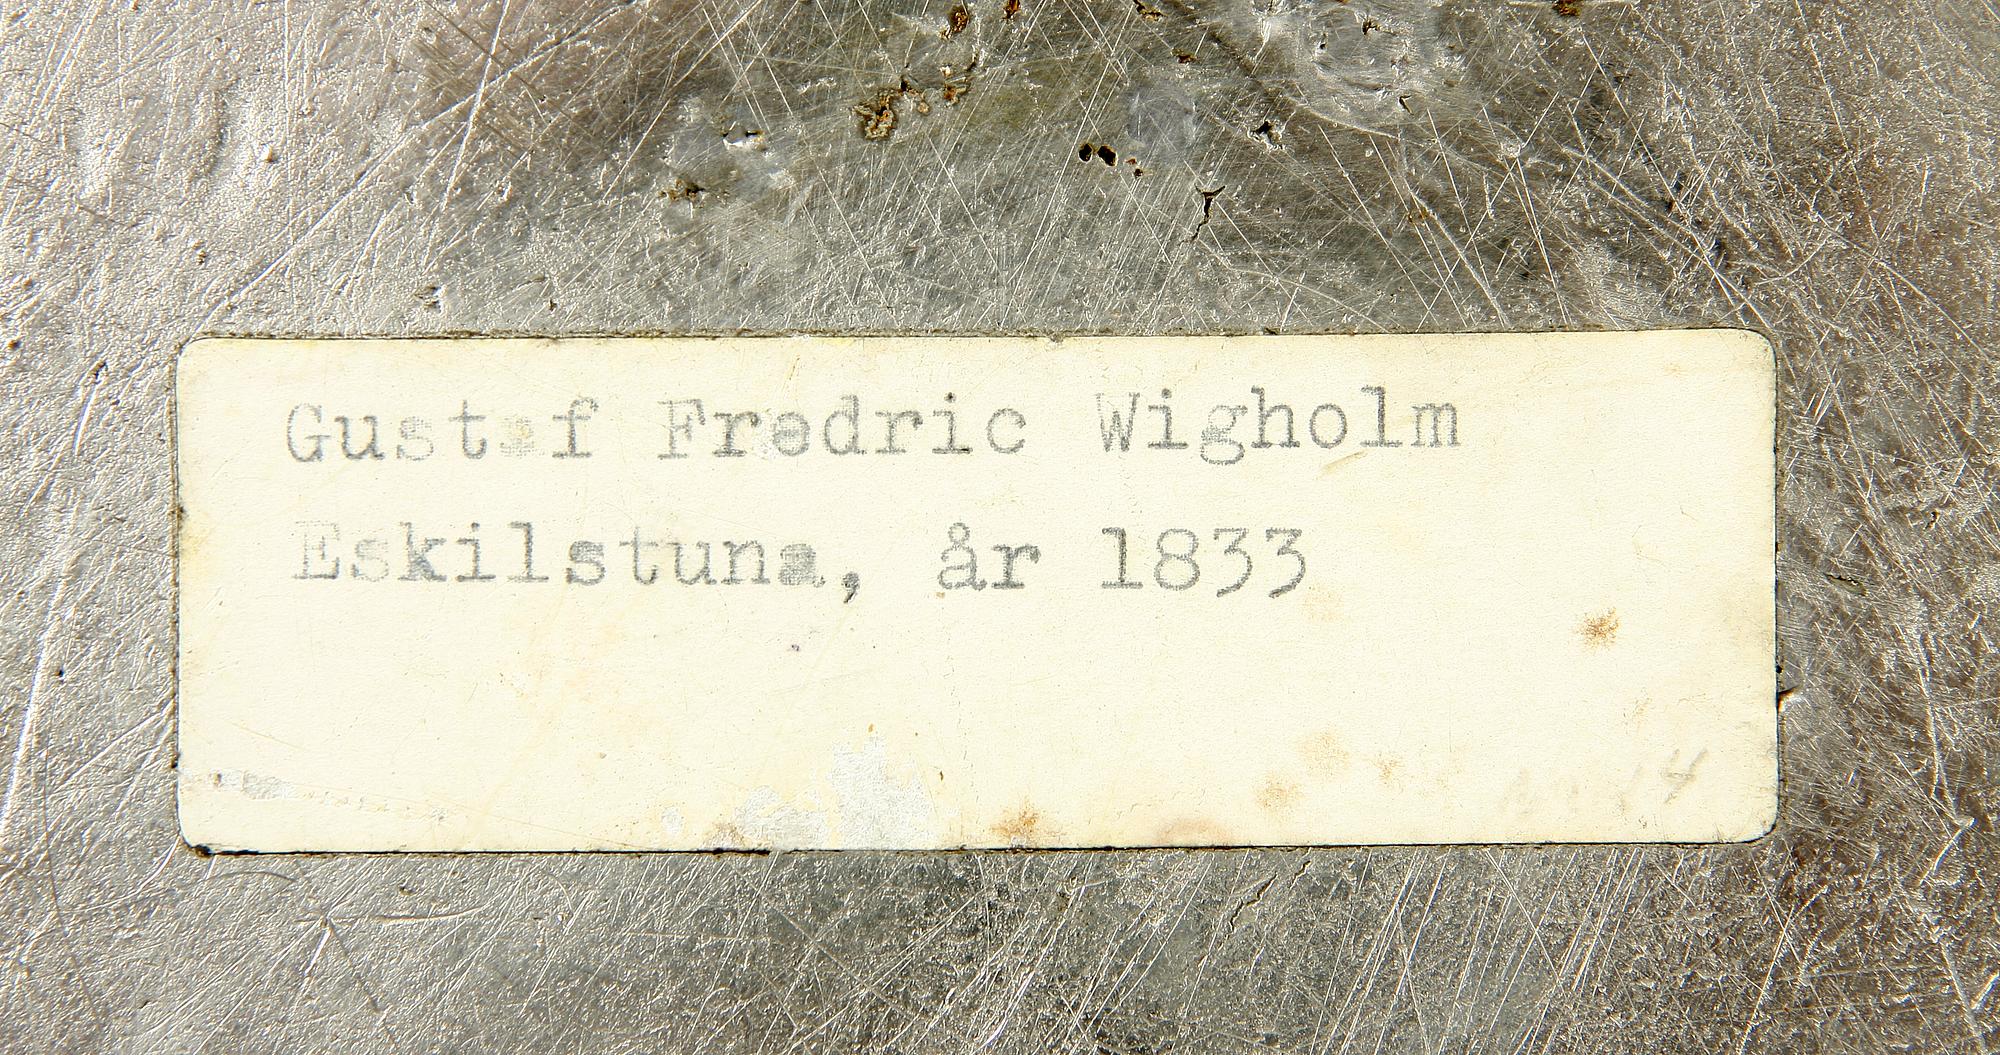 Gustaf Fredric Wigholm
Eskilstuna, år 1833